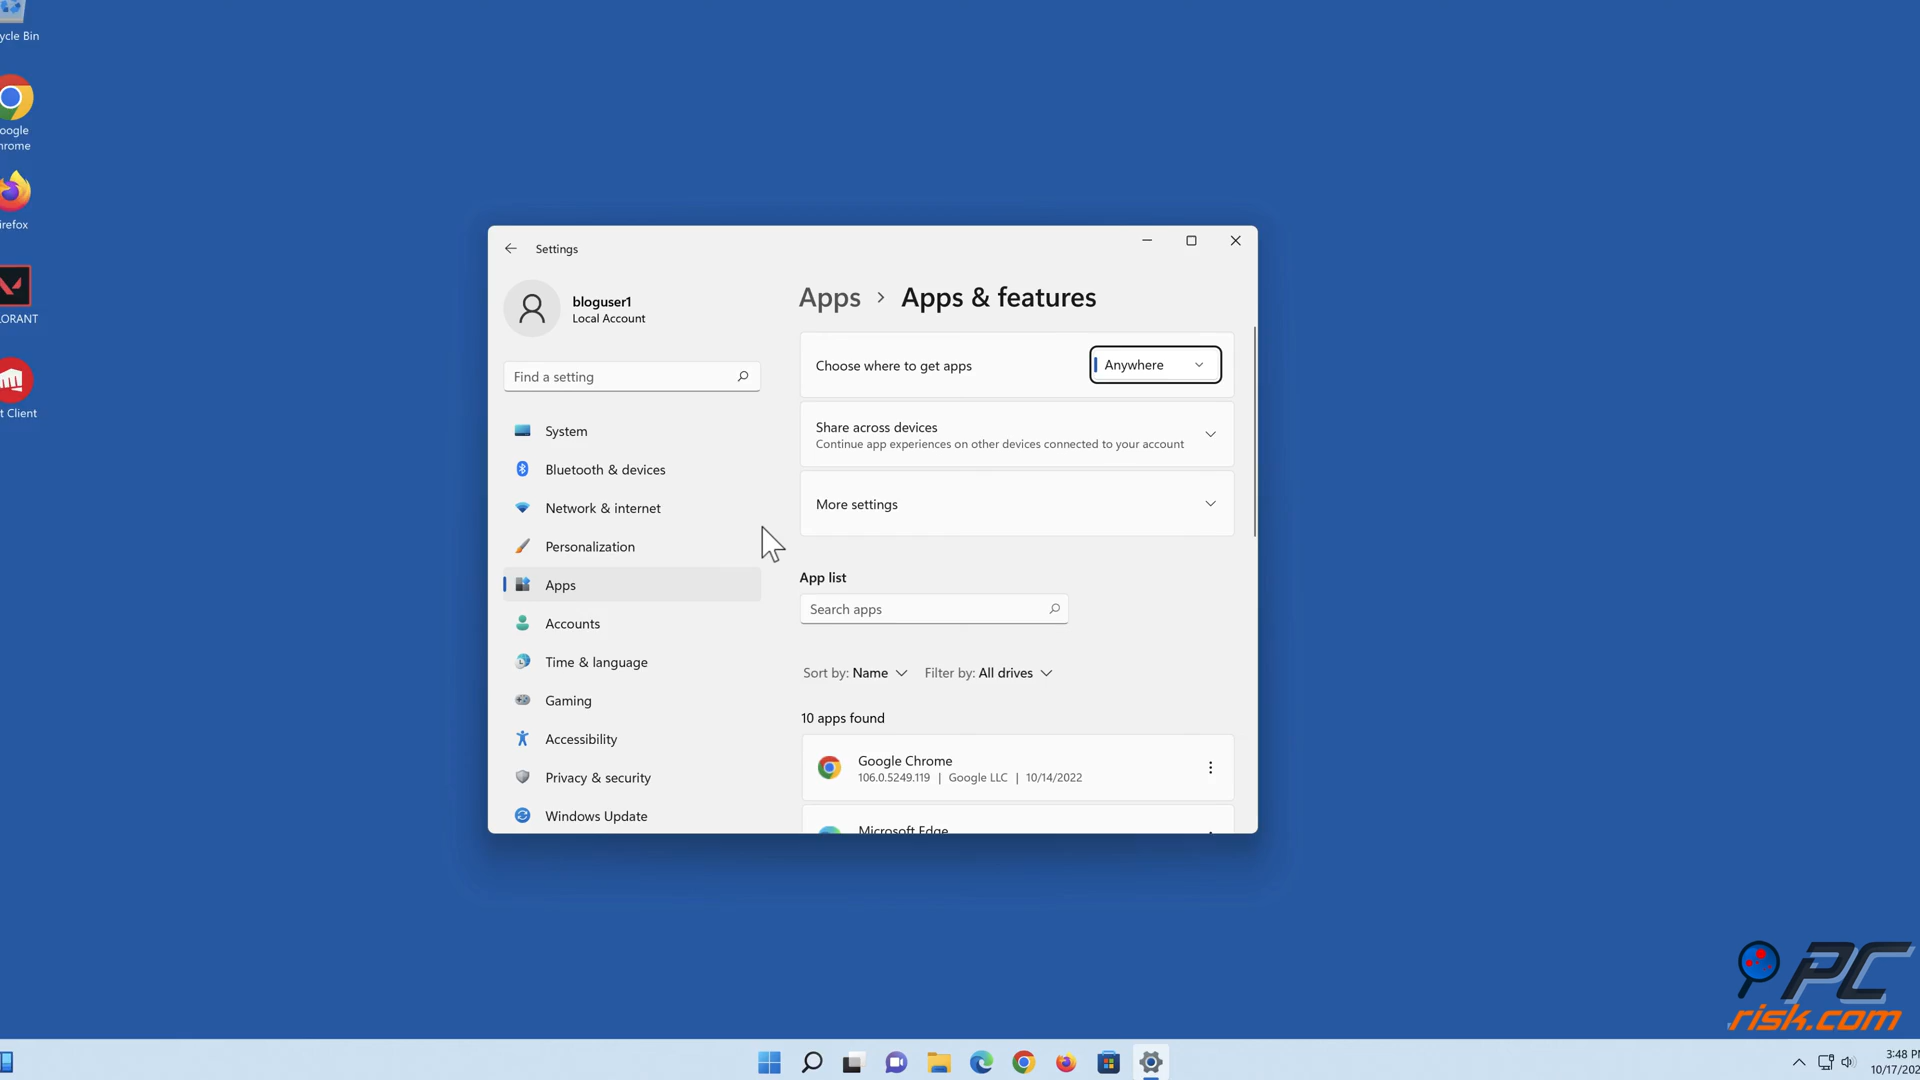 ycle Bin
oogle
hrome
irefox
LORANT
t Client
Settings
bloguser1
Local Account
Find a setting
System
Bluetooth & devices
Network & internet
Personalization
Apps
Accounts
Time & language
Gaming
Accessibility
Privacy & security
Windows Update
Apps > Apps & features
Choose where to get apps
Anywhere
Share across devices
Continue app experiences on other devices connected to your account
More settings
App list
Search apps
Sort by: Name
Filter by: All drives
10 apps found
Google Chrome
106.0.5249.119 | Google LLC | 10/14/2022
Microsoft Edge
PC
risk.com
3:48 P
10/17/202